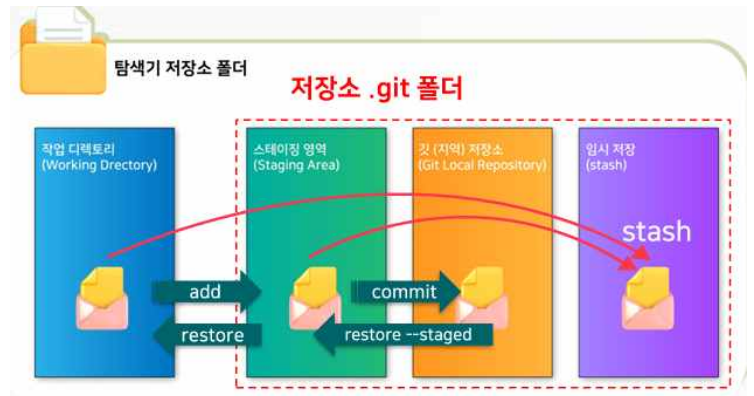 탐색기 저장소 폴더
저장소 .git 폴더
작업 디렉토리
(Working Drectory)
스테이징 영역
(Staging Area)
깃 (지역) 저장소
(Git Local Repository)
임시 저장
(stash)
stash
add
commit
restore
restore --staged